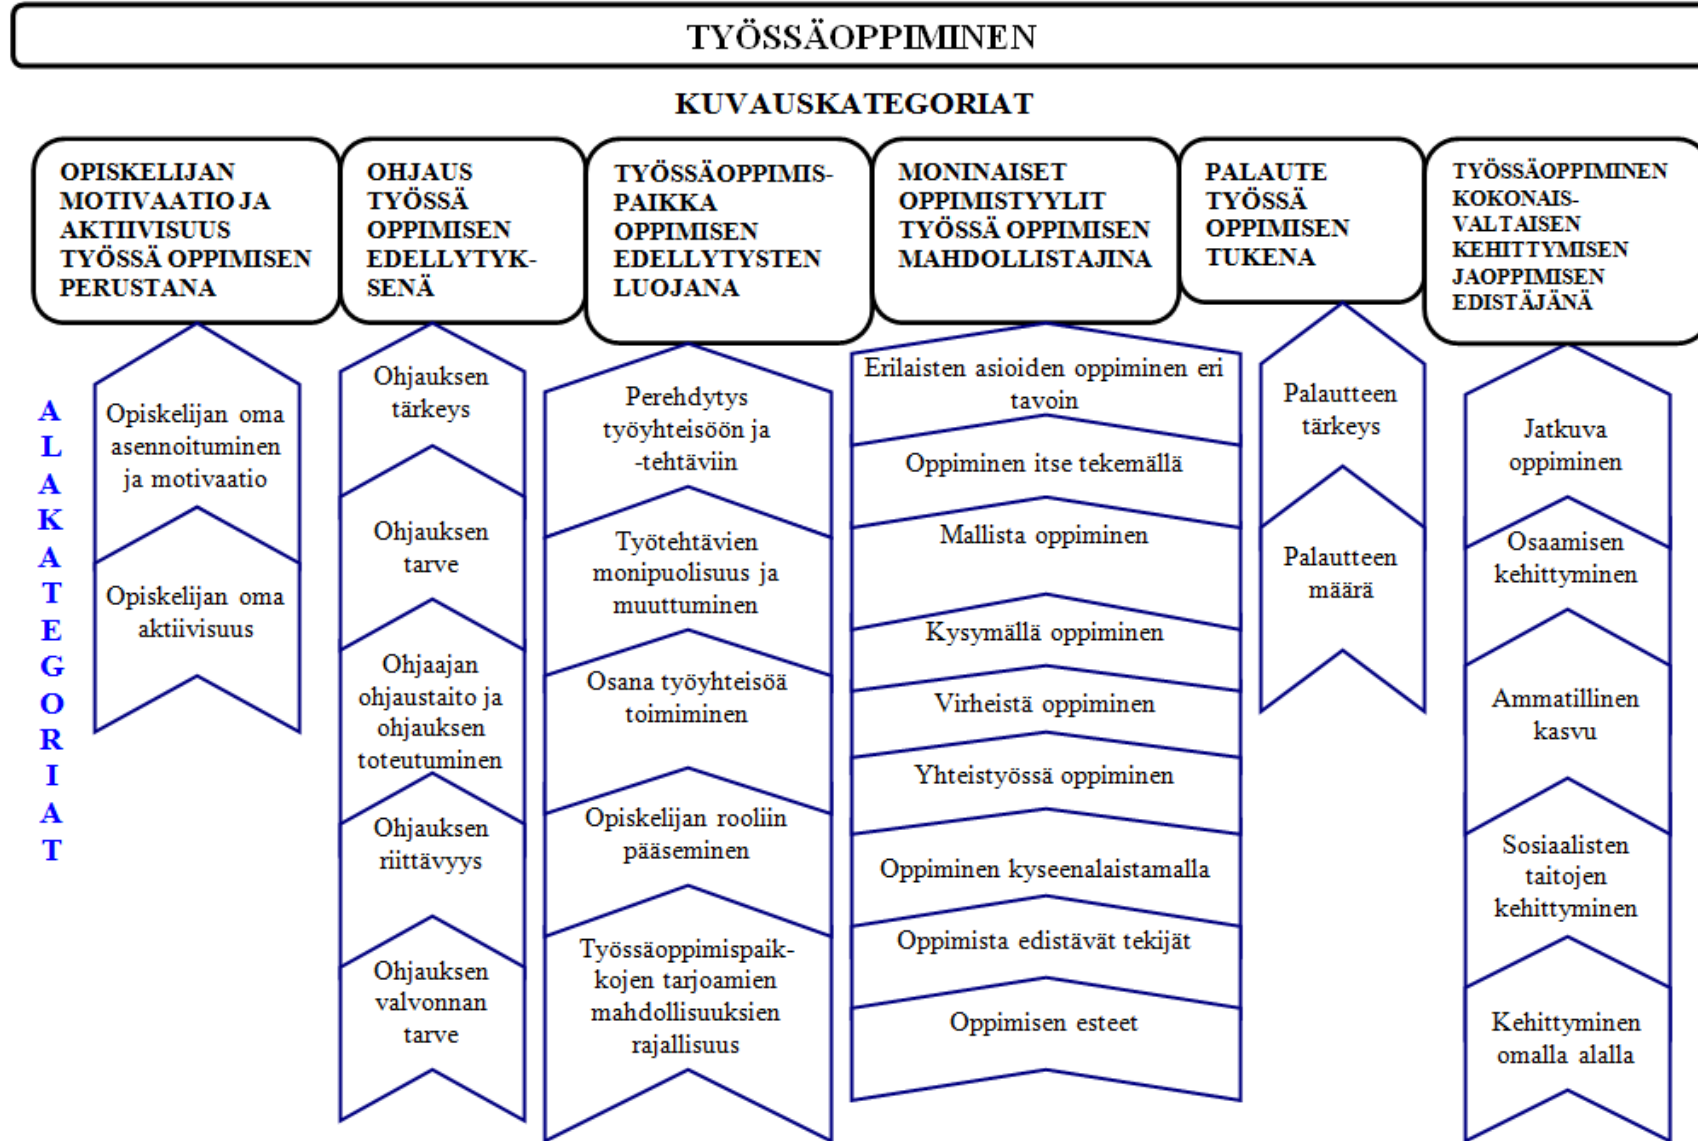 TYÖSSÄOPPIMINEN
KUVAUSKATEGORIAT
OPISKELIJAN
MOTIVAATIO JA
AKTIIVISUUS
TYÖSSÄ OPPIMISEN
PERUSTANA
OHJAUS
TYÖSSÄ
OPPIMISEN
EDELLYTYK-
SENÄ
TYÖSSÄOPPIMIS-
PAIKKA
OPPIMISEN
EDELLYTYSTEN
LUOJANA
MONINAISET
OPPIMISTYYLIT
TYÖSSÄ OPPIMISEN
MAHDOLLISTAJINA
PALAUTE
TYÖSSÄ
OPPIMISEN
TUKENA
TYÖSSÄOPPIMINEN
KOKONAIS-
VALTAISEN
KEHITTYMISEN
JAOPPIMISEN
EDISTÄJÄNÄ
ALAKATEGORIAT
Opiskelijan oma
asennoituminen
ja motivaatio
Opiskelijan oma
aktiivisuus
Ohjauksen
tärkeys
Ohjauksen
tarve
Ohjaajan
ohjaustaito ja
ohjauksen
toteutuminen
Ohjauksen
riittävyys
Ohjauksen
valvonnan
tarve
Perehdytys
työyhteisöön ja
-tehtäviin
Työtehtävien
monipuolisuus ja
muuttuminen
Osana työyhteisöä
toimiminen
Opiskelijan rooliin
pääseminen
Työssäoppimispaik-
kojen tarjoamien
mahdollisuuksien
rajallisuus
Erilaisten asioiden oppiminen eri
tavoin
Oppiminen itse tekemällä
Mallista oppiminen
Kysymällä oppiminen
Virheistä oppiminen
Yhteistyössä oppiminen
Oppiminen kyseenalaistamalla
Oppimista edistävät tekijät
Oppimisen esteet
Palautteen
tärkeys
Palautteen
määrä
Jatkuva
oppiminen
Osaamisen
kehittyminen
Ammatillinen
kasvu
Sosiaalisten
taitojen
kehittyminen
Kehittyminen
omalla alalla